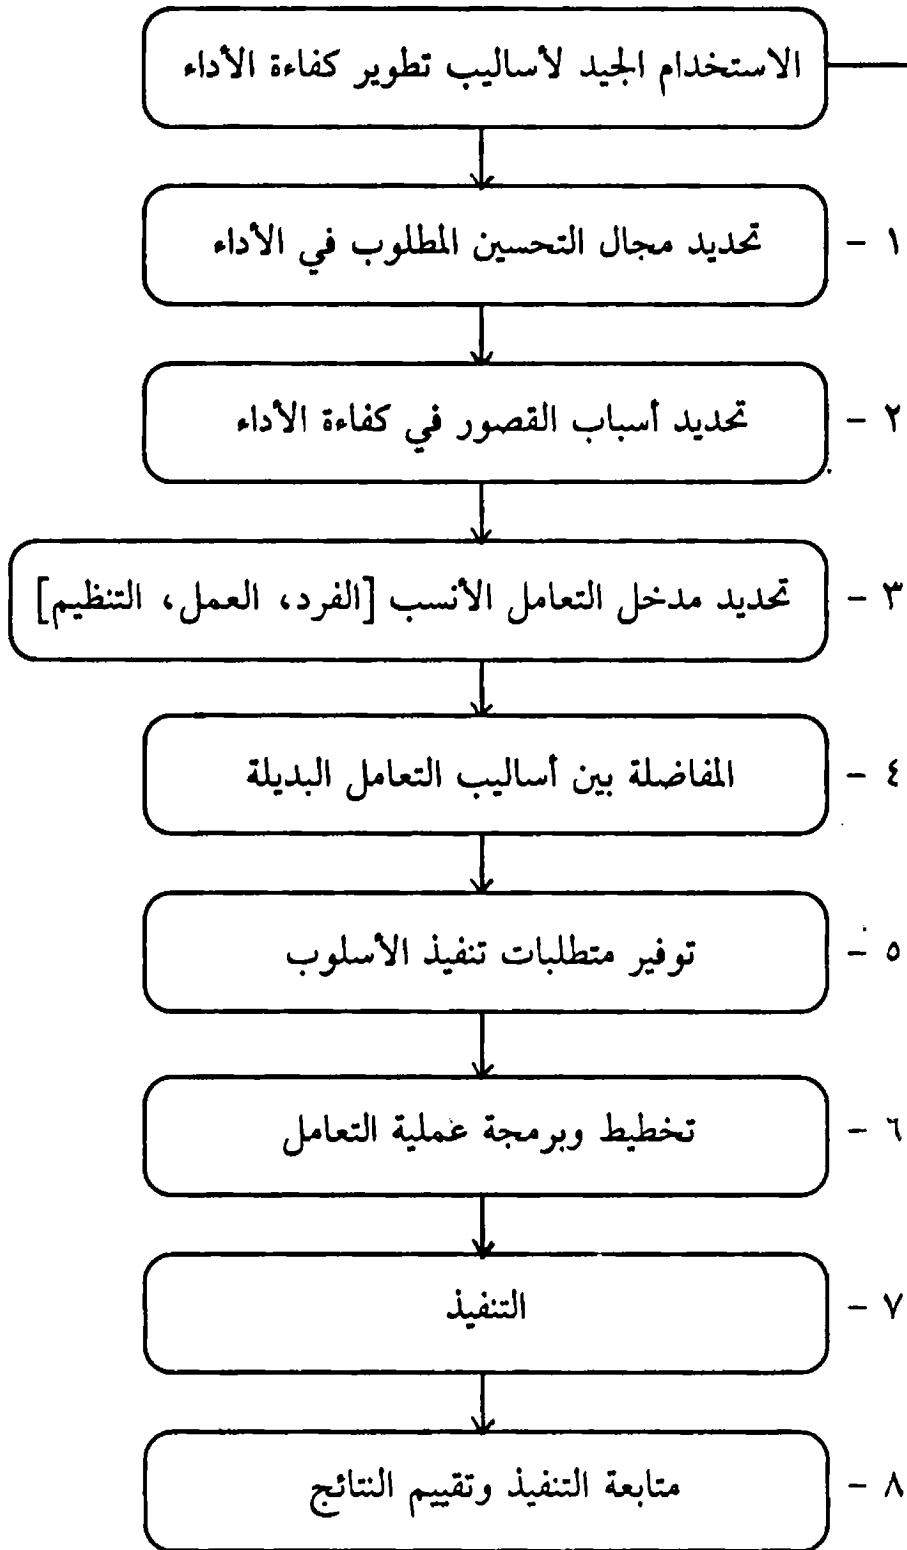 الاستخدام الجيد لأساليب تطوير كفاءة الأداء
١ - تحديد مجال التحسين المطلوب في الأداء
٢ - تحديد أسباب القصور في كفاءة الأداء
٣ - تحديد مدخل التعامل الأنسب [الفرد، العمل، التنظيم]
٤ - المفاضلة بين أساليب التعامل البديلة
٥ - توفير متطلبات تنفيذ الأسلوب
٦ - تخطيط وبرمجة عملية التعامل
٧ - التنفيذ
٨ - متابعة التنفيذ وتقييم النتائج